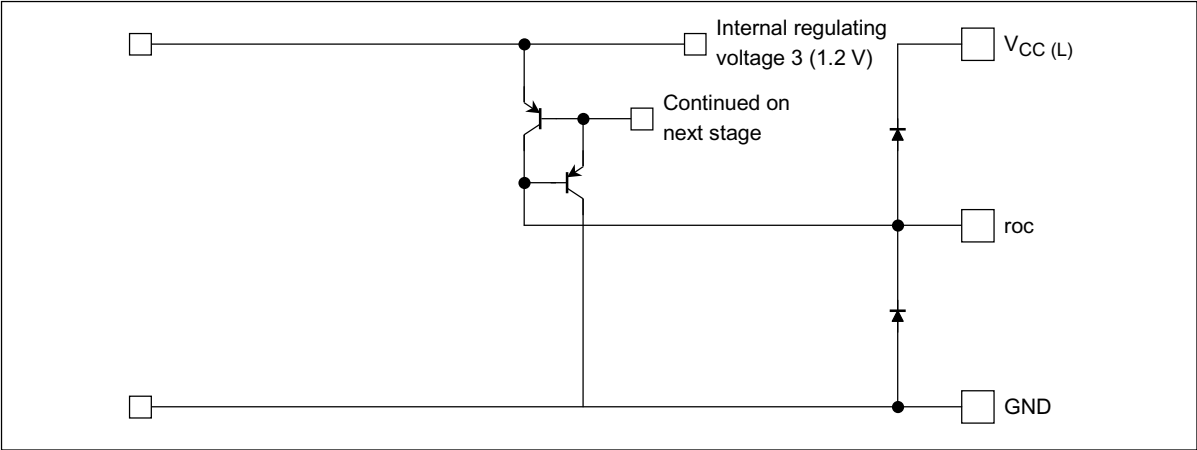 Internal regulating
voltage 3 (1.2 V)
VCC (L)
Continued on
next stage
roc
GND